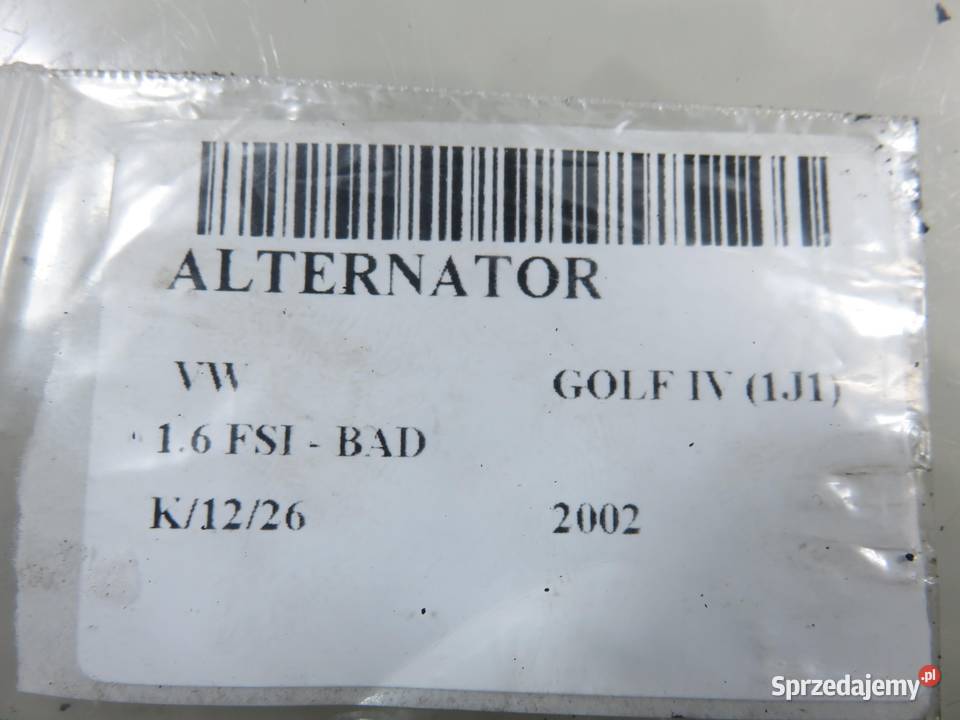 ALTERNATOR
VW GOLF IV (1J1)
1.6 FSI - BAD
K/12/26 2002
Sprzedajemy.pl